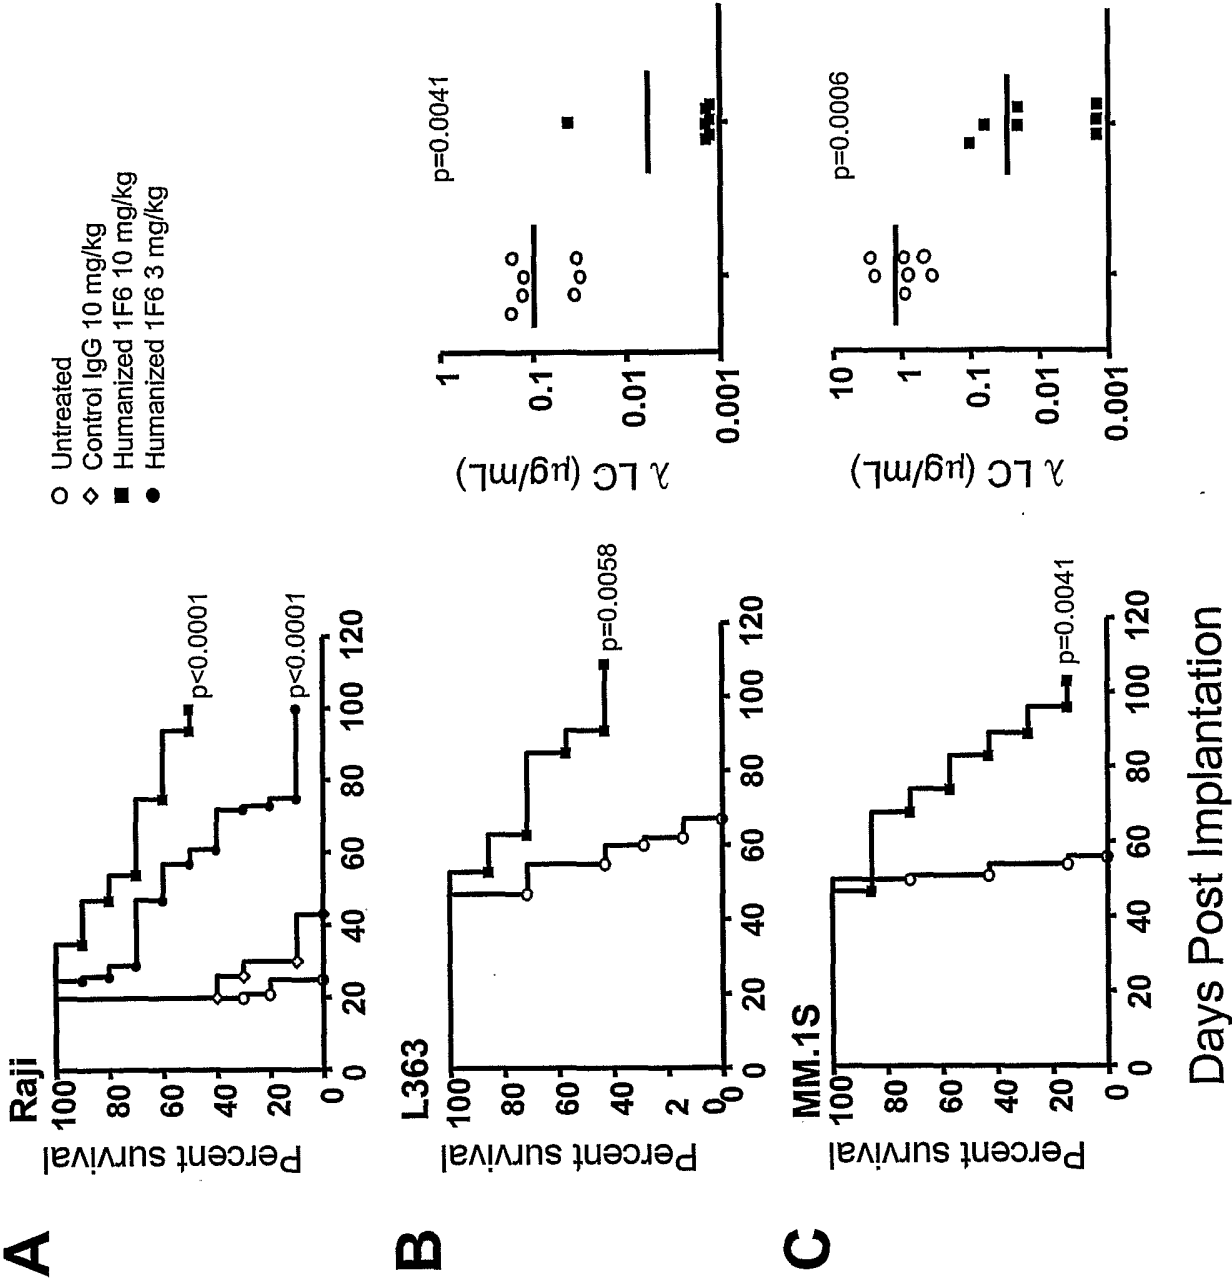 A
Raji
Percent survival
100
80
60
40
20
0
0
20
40
60
80
100
120
p<0.0001
p<0.0001
Untreated
Control IgG 10 mg/kg
Humanized 1F6 10 mg/kg
Humanized 1F6 3 mg/kg
B
L363
Percent survival
100
80
60
40
2
0
0
20
40
60
80
100
120
p=0.0058
λ LC (µg/mL)
1
0.1
0.01
0.001
p=0.0041
C
MM.1S
Percent survival
100
80
60
40
20
0
0
20
40
60
80
100
120
p=0.0041
λ LC (µg/mL)
10
1
0.1
0.01
0.001
p=0.0006
Days Post Implantation